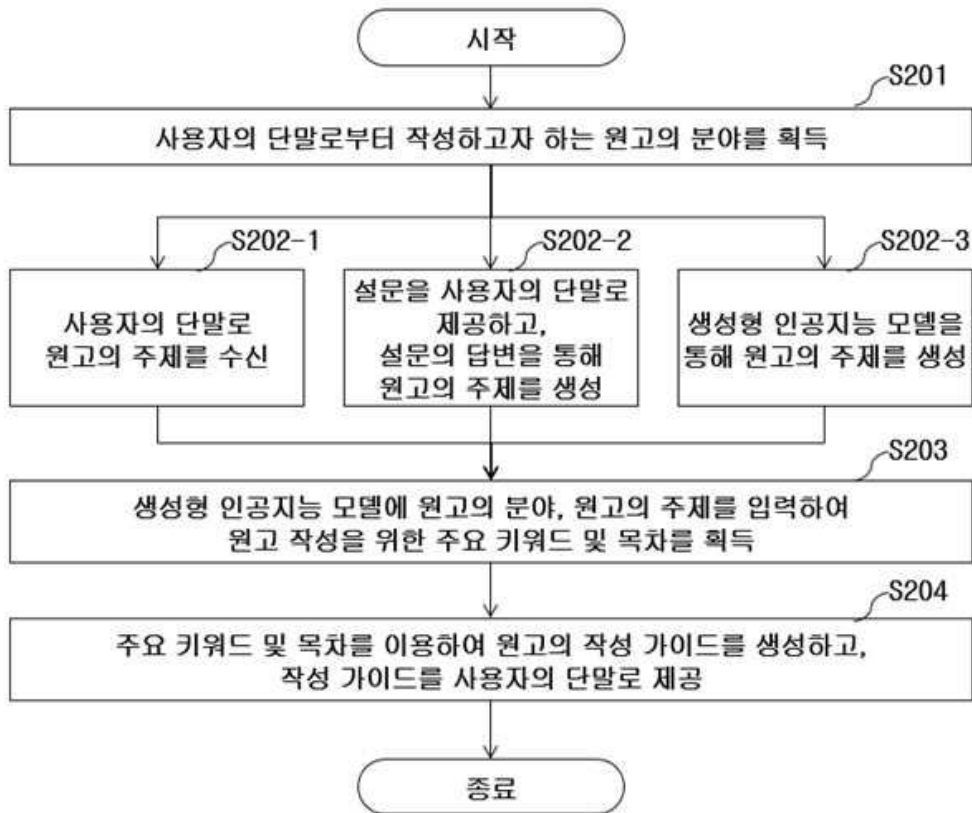 시작
S201
사용자의 단말로부터 작성하고자 하는 원고의 분야를 획득
S202-1
사용자의 단말로
원고의 주제를 수신
S202-2
설문을 사용자의 단말로
제공하고,
설문의 답변을 통해
원고의 주제를 생성
S202-3
생성형 인공지능 모델을
통해 원고의 주제를 생성
S203
생성형 인공지능 모델에 원고의 분야, 원고의 주제를 입력하여
원고 작성을 위한 주요 키워드 및 목차를 획득
S204
주요 키워드 및 목차를 이용하여 원고의 작성 가이드를 생성하고,
작성 가이드를 사용자의 단말로 제공
종료